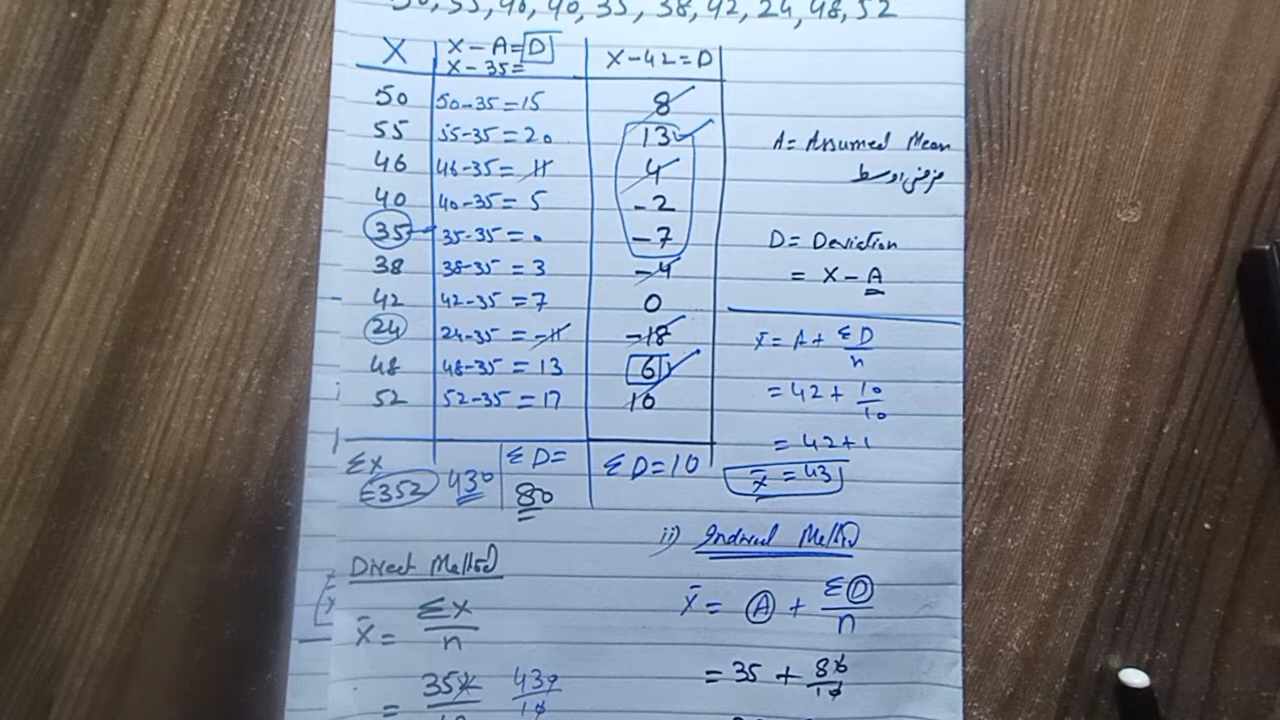 50, 55, 46, 40, 35, 38, 42, 24, 48, 52
X | X – A = D | X – 42 = D
X – 35 =
50 | 50 – 35 = 15 | 8
55 | 55 – 35 = 20 | 13
46 | 46 – 35 = 11 | 4
40 | 40 – 35 = 5 | –2
35 | 35 – 35 = 0 | –7
38 | 38 – 35 = 3 | –4
42 | 42 – 35 = 7 | 0
24 | 24 – 35 = –11 | –18
48 | 48 – 35 = 13 | 6
52 | 52 – 35 = 17 | 10
Σx
Σ352 430 | ΣD = 80 | ΣD = 10
A = Assumed Mean
فرضی اوسط
D = Deviation
= X – A
x̄ = A + ΣD/n
= 42 + 10/10
= 42 + 1
x̄ = 43
Direct Method
X̄ = Σx/n
= 352 430/10
ii) Indirect Method
X̄ = A + ΣD/n
= 35 + 80/10